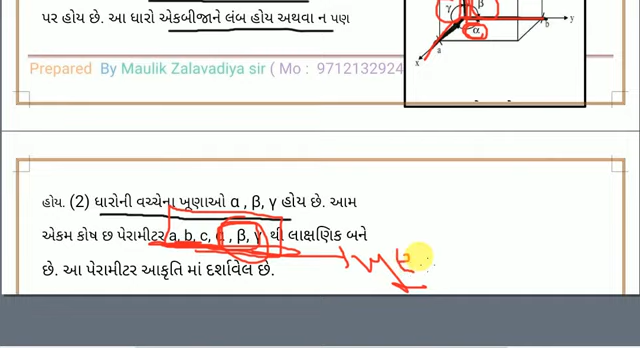 પર હોય છે. આ ધારો એકબીજાને લંબ હોય અથવા ન પણ
γ β
α
a b
x y
Prepared By Maulik Zalavadiya sir ( Mo : 9712132924
હોય. (2) ધારોની વચ્ચેના ખૂણાઓ α , β, γ હોય છે. આમ
એકમ કોષ છ પેરામીટર a, b, c, α , β, γ થી લાક્ષણિક બને
છે. આ પેરામીટર આકૃતિ માં દર્શાવેલ છે.